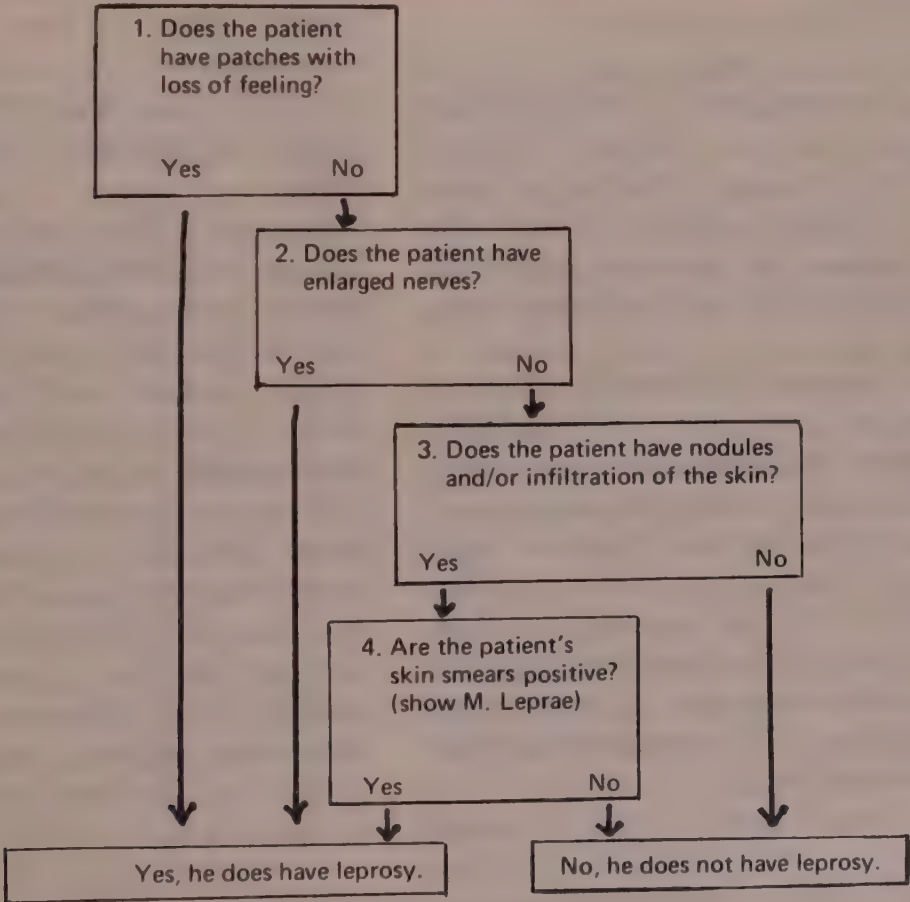 1. Does the patient
have patches with
loss of feeling?
Yes No
2. Does the patient have
enlarged nerves?
Yes No
3. Does the patient have nodules
and/or infiltration of the skin?
Yes No
4. Are the patient's
skin smears positive?
(show M. Leprae)
Yes No
Yes, he does have leprosy.
No, he does not have leprosy.